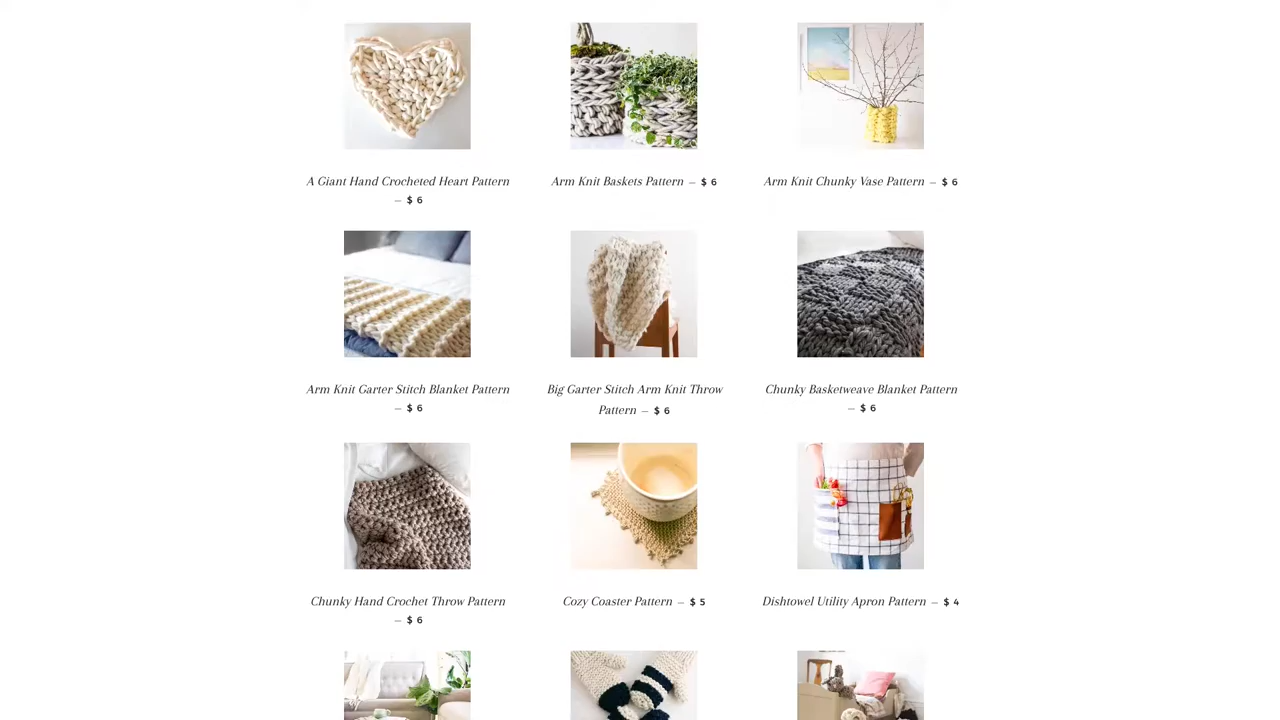 A Giant Hand Crocheted Heart Pattern
— $ 6
Arm Knit Baskets Pattern — $ 6
Arm Knit Chunky Vase Pattern — $ 6
Arm Knit Garter Stitch Blanket Pattern
— $ 6
Big Garter Stitch Arm Knit Throw
Pattern — $ 6
Chunky Basketweave Blanket Pattern
— $ 6
Chunky Hand Crochet Throw Pattern
— $ 6
Cozy Coaster Pattern — $ 5
Dishtowel Utility Apron Pattern — $ 4